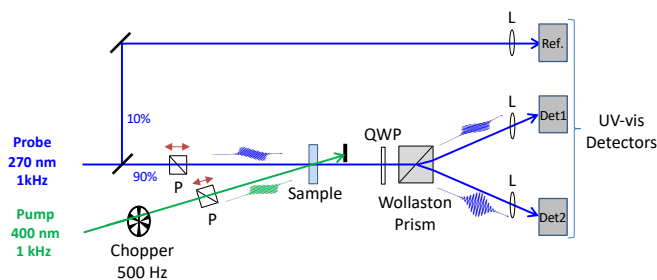 L
Ref.
10%
L
Det1
UV-vis
Detectors
Probe
270 nm
1kHz
90%
P
QWP
P
Sample
Wollaston
Prism
L
Det2
Pump
400 nm
1 kHz
Chopper
500 Hz